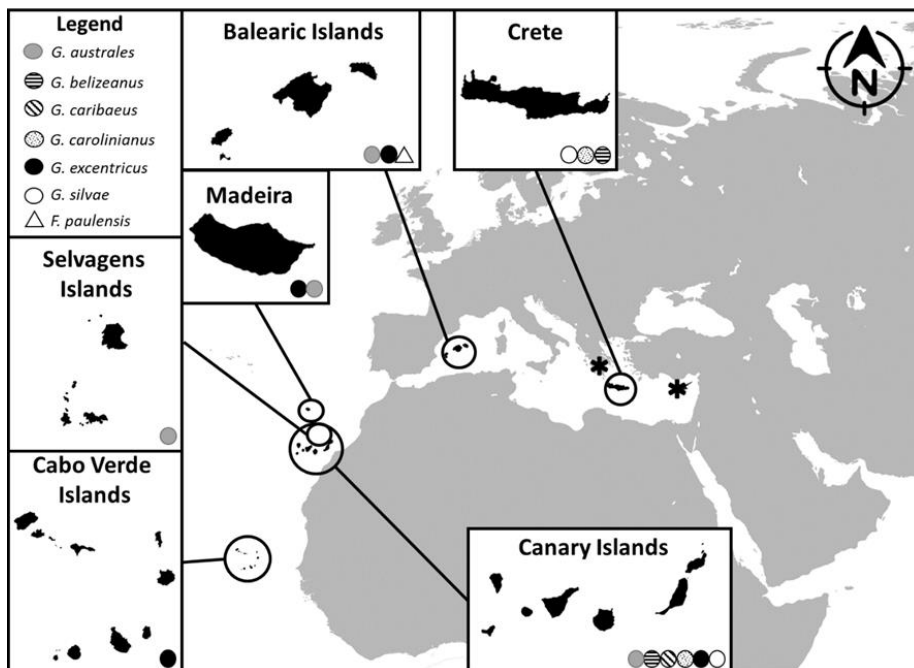 Legend
G. australes
G. belizeanus
G. caribaeus
G. carolinianus
G. excentricus
G. silvae
F. paulensis
Balearic Islands
Crete
N
Madeira
Selvagens
Islands
Cabo Verde
Islands
Canary Islands